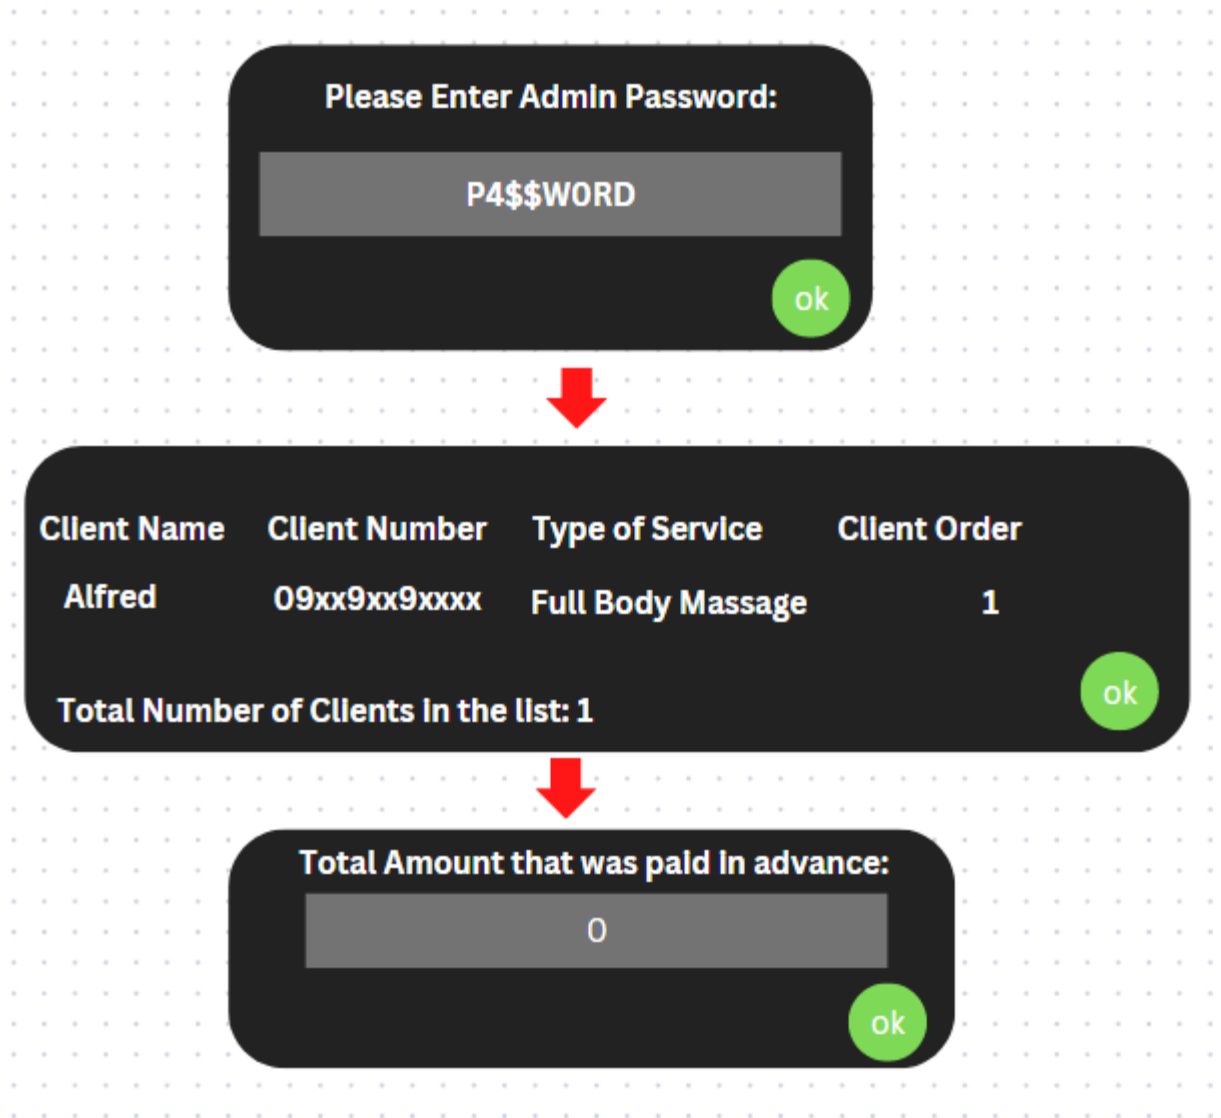 Please Enter Admin Password:
P4$$W0RD
ok
Client Name Client Number Type of Service Client Order
Alfred 09xx9xx9xxxx Full Body Massage 1
ok
Total Number of Clients in the list: 1
Total Amount that was paid in advance:
0
ok